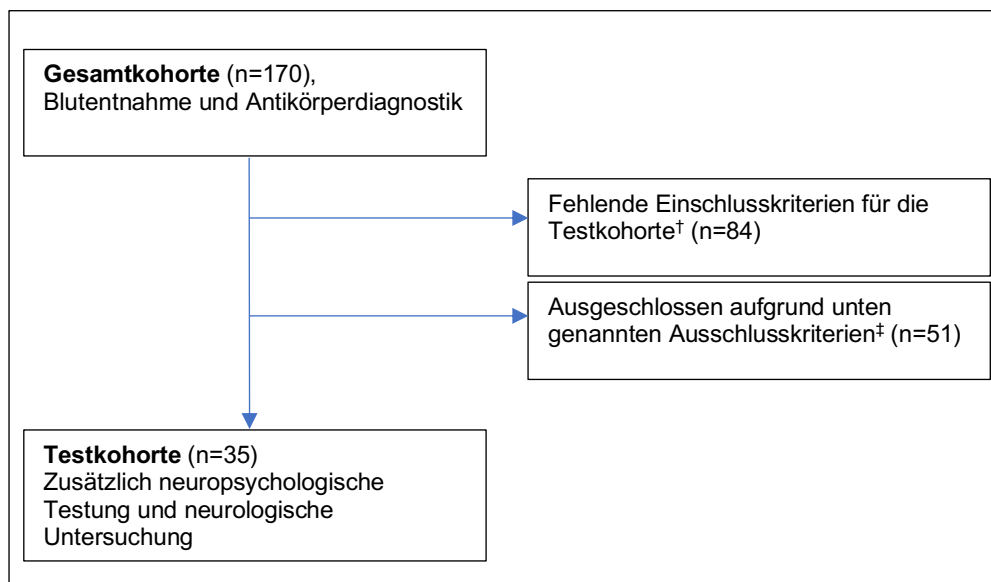 Gesamtkohorte (n=170),
Blutentnahme und Antikörperdiagnostik
Fehlende Einschlusskriterien für die
Testkohorte† (n=84)
Ausgeschlossen aufgrund unten
genannten Ausschlusskriterien‡ (n=51)
Testkohorte (n=35)
Zusätzlich neuropsychologische
Testung und neurologische
Untersuchung